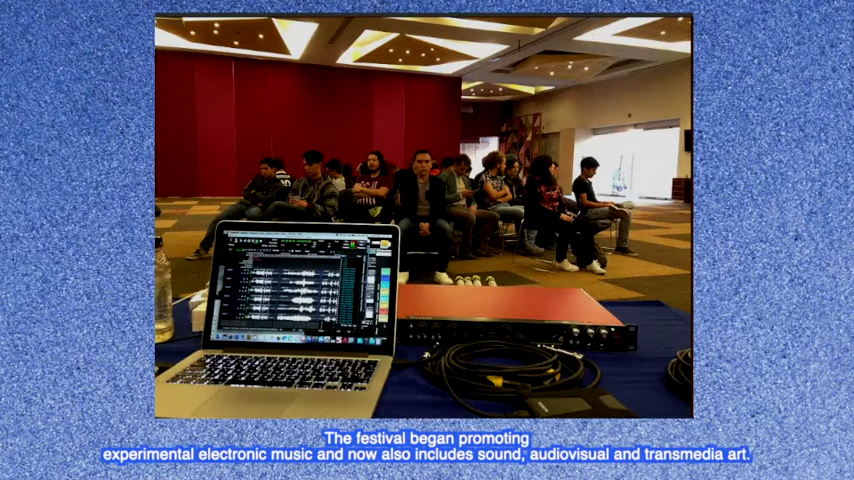 The festival began promoting
experimental electronic music and now also includes sound, audiovisual and transmedia art.